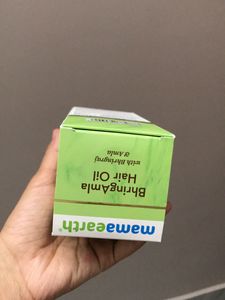 mamaearth
BhringAmla
Hair Oil
with Bhringraj
& Amla